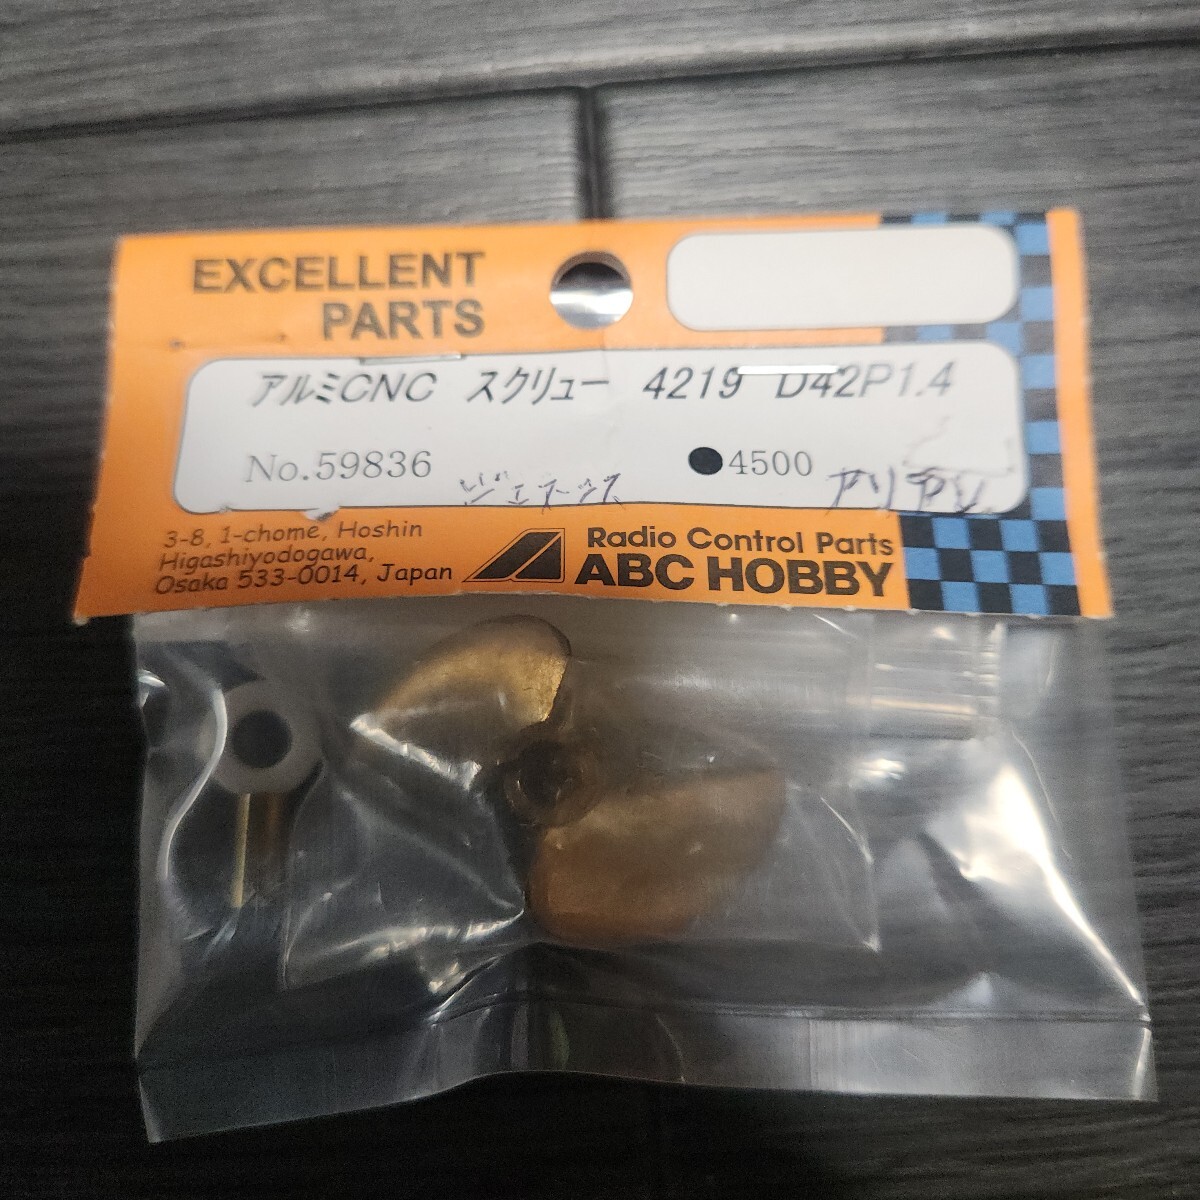 EXCELLENT
PARTS
アルミCNC スクリュー 4219 D42P1.4
No.59836 ●4500
3-8, 1-chome, Hoshin
Higashiyodogawa,
Osaka 533-0014, Japan
Radio Control Parts
ABC HOBBY